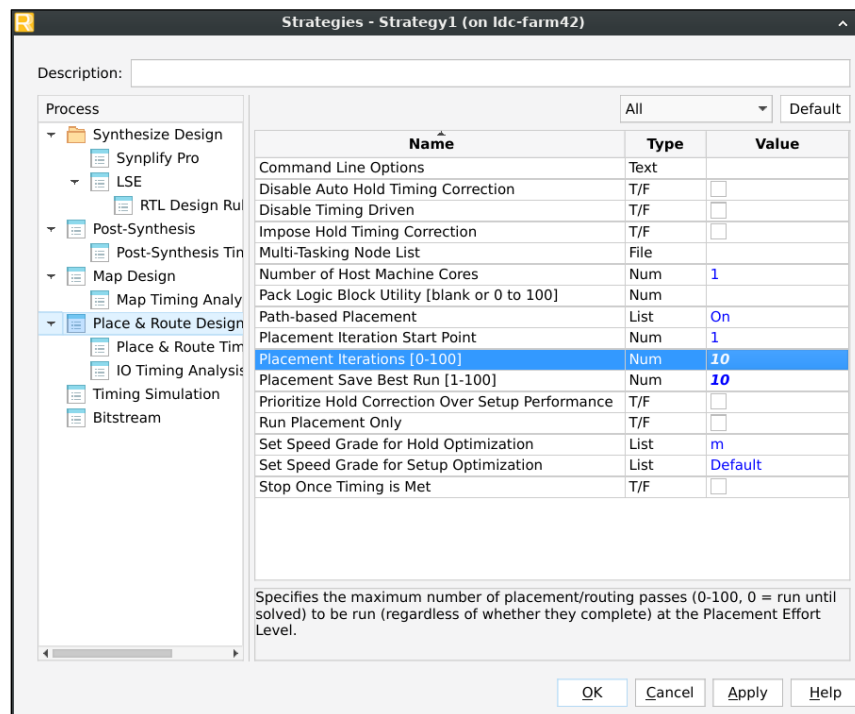 Strategies - Strategy1 (on ldc-farm42)
Description:
Process
Synthesize Design
Synplify Pro
LSE
RTL Design Rul
Post-Synthesis
Post-Synthesis Tin
Map Design
Map Timing Analy
Place & Route Design
Place & Route Tim
IO Timing Analysis
Timing Simulation
Bitstream
All Default
Name Type Value
Command Line Options Text
Disable Auto Hold Timing Correction T/F
Disable Timing Driven T/F
Impose Hold Timing Correction T/F
Multi-Tasking Node List File
Number of Host Machine Cores Num 1
Pack Logic Block Utility [blank or 0 to 100] Num
Path-based Placement List On
Placement Iteration Start Point Num 1
Placement Iterations [0-100] Num 10
Placement Save Best Run [1-100] Num 10
Prioritize Hold Correction Over Setup Performance T/F
Run Placement Only T/F
Set Speed Grade for Hold Optimization List m
Set Speed Grade for Setup Optimization List Default
Stop Once Timing is Met T/F
Specifies the maximum number of placement/routing passes (0-100, 0 = run until
solved) to be run (regardless of whether they complete) at the Placement Effort
Level.
OK Cancel Apply Help